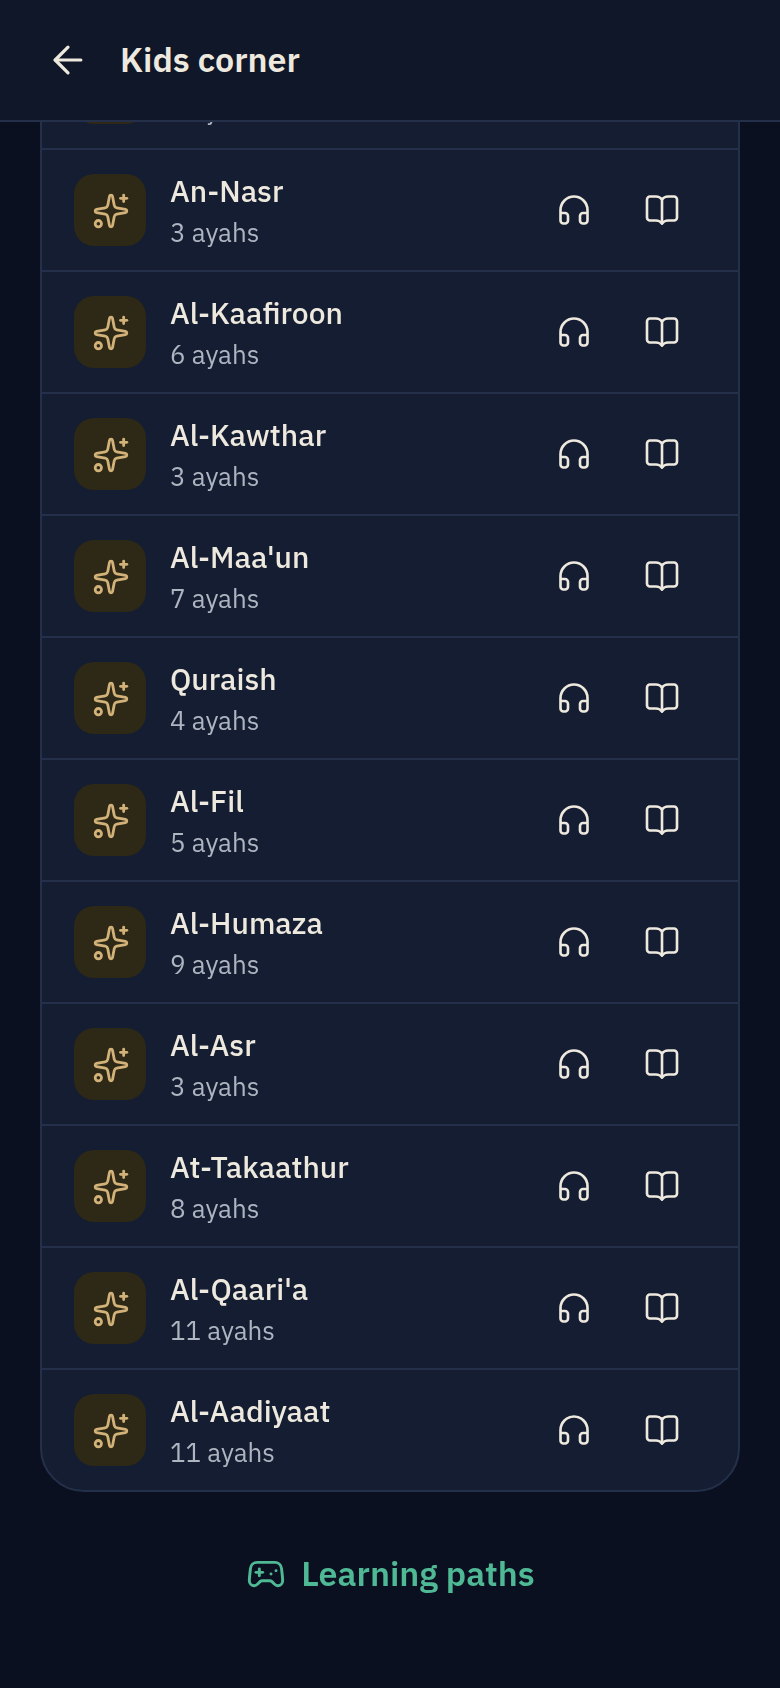 Kids corner
An-Nasr
3 ayahs
Al-Kaafiroon
6 ayahs
Al-Kawthar
3 ayahs
Al-Maa'un
7 ayahs
Quraish
4 ayahs
Al-Fil
5 ayahs
Al-Humaza
9 ayahs
Al-Asr
3 ayahs
At-Takaathur
8 ayahs
Al-Qaari'a
11 ayahs
Al-Aadiyaat
11 ayahs
Learning paths